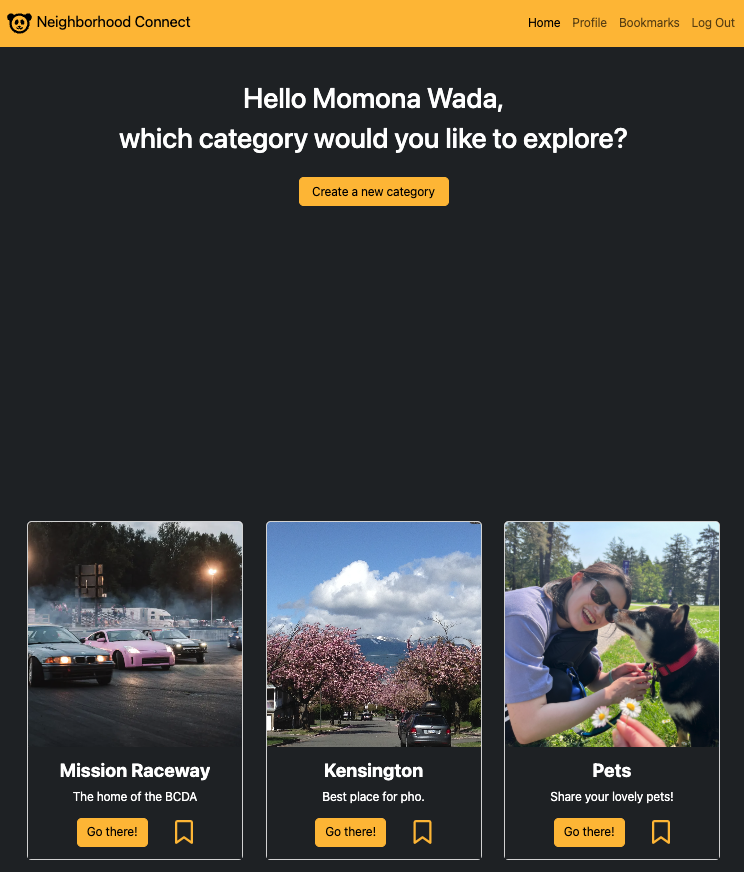 Neighborhood Connect
Home Profile Bookmarks Log Out
Hello Momona Wada,
which category would you like to explore?
Create a new category
Mission Raceway
The home of the BCDA
Go there!
Kensington
Best place for pho.
Go there!
Pets
Share your lovely pets!
Go there!